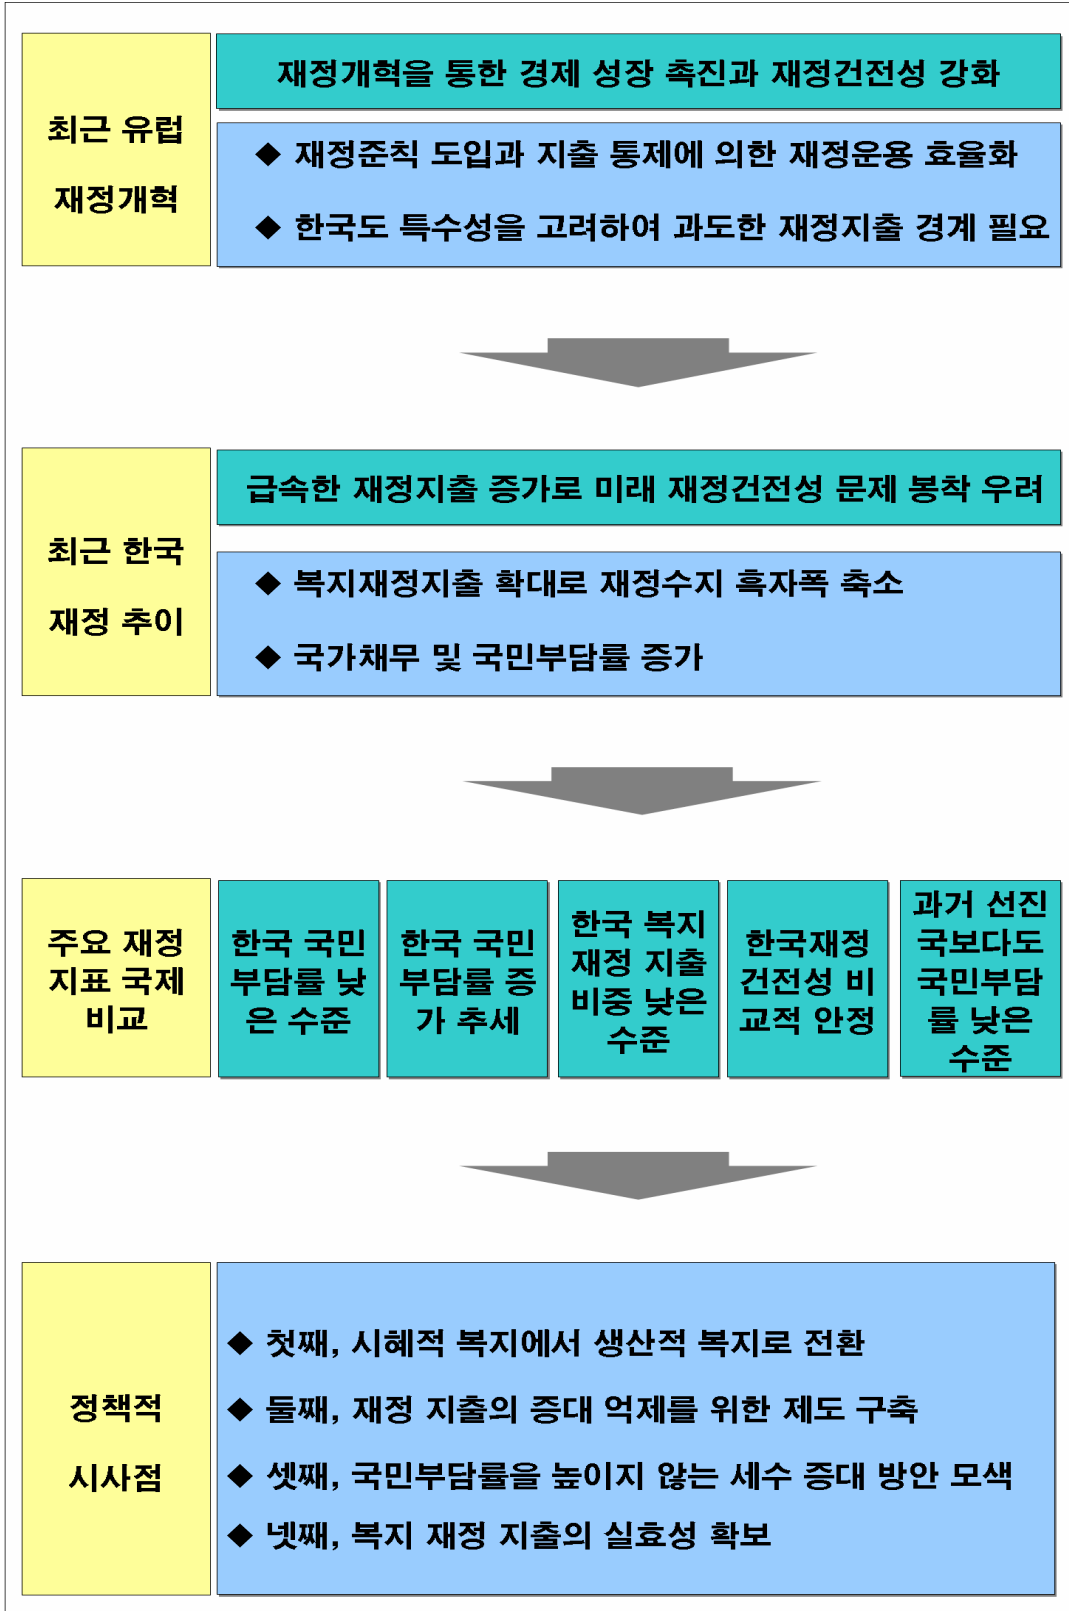 최근 유럽
재정개혁
재정개혁을 통한 경제 성장 촉진과 재정건전성 강화
◆ 재정준칙 도입과 지출 통제에 의한 재정운용 효율화
◆ 한국도 특수성을 고려하여 과도한 재정지출 경계 필요
최근 한국
재정 추이
급속한 재정지출 증가로 미래 재정건전성 문제 봉착 우려
◆ 복지재정지출 확대로 재정수지 흑자폭 축소
◆ 국가채무 및 국민부담률 증가
주요 재정
지표 국제
비교
한국 국민
부담률 낮
은 수준
한국 국민
부담률 증
가 추세
한국 복지
재정 지출
비중 낮은
수준
한국재정
건전성 비
교적 안정
과거 선진
국보다도
국민부담
률 낮은
수준
정책적
시사점
◆ 첫째, 시혜적 복지에서 생산적 복지로 전환
◆ 둘째, 재정 지출의 증대 억제를 위한 제도 구축
◆ 셋째, 국민부담률을 높이지 않는 세수 증대 방안 모색
◆ 넷째, 복지 재정 지출의 실효성 확보